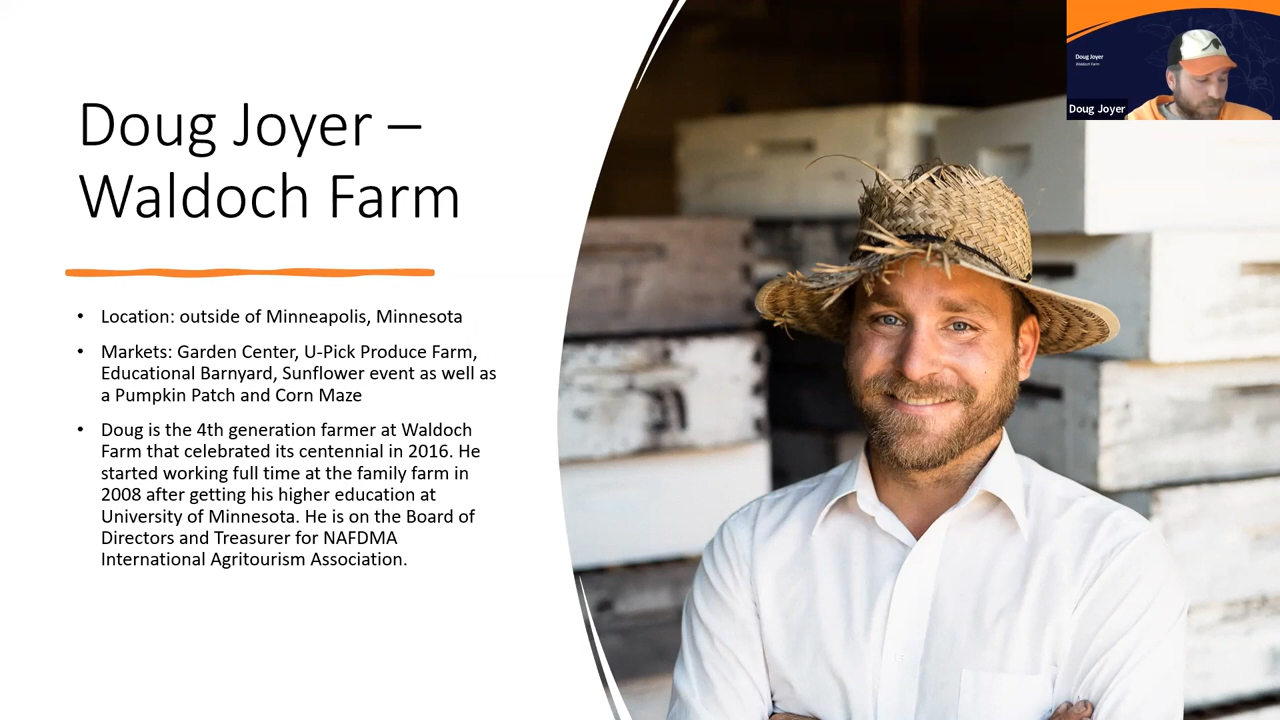 Doug Joyer –
Waldoch Farm
• Location: outside of Minneapolis, Minnesota
• Markets: Garden Center, U-Pick Produce Farm,
Educational Barnyard, Sunflower event as well as
a Pumpkin Patch and Corn Maze
• Doug is the 4th generation farmer at Waldoch
Farm that celebrated its centennial in 2016. He
started working full time at the family farm in
2008 after getting his higher education at
University of Minnesota. He is on the Board of
Directors and Treasurer for NAFDMA
International Agritourism Association.
Doug Joyer
Waldoch Farm
Doug Joyer